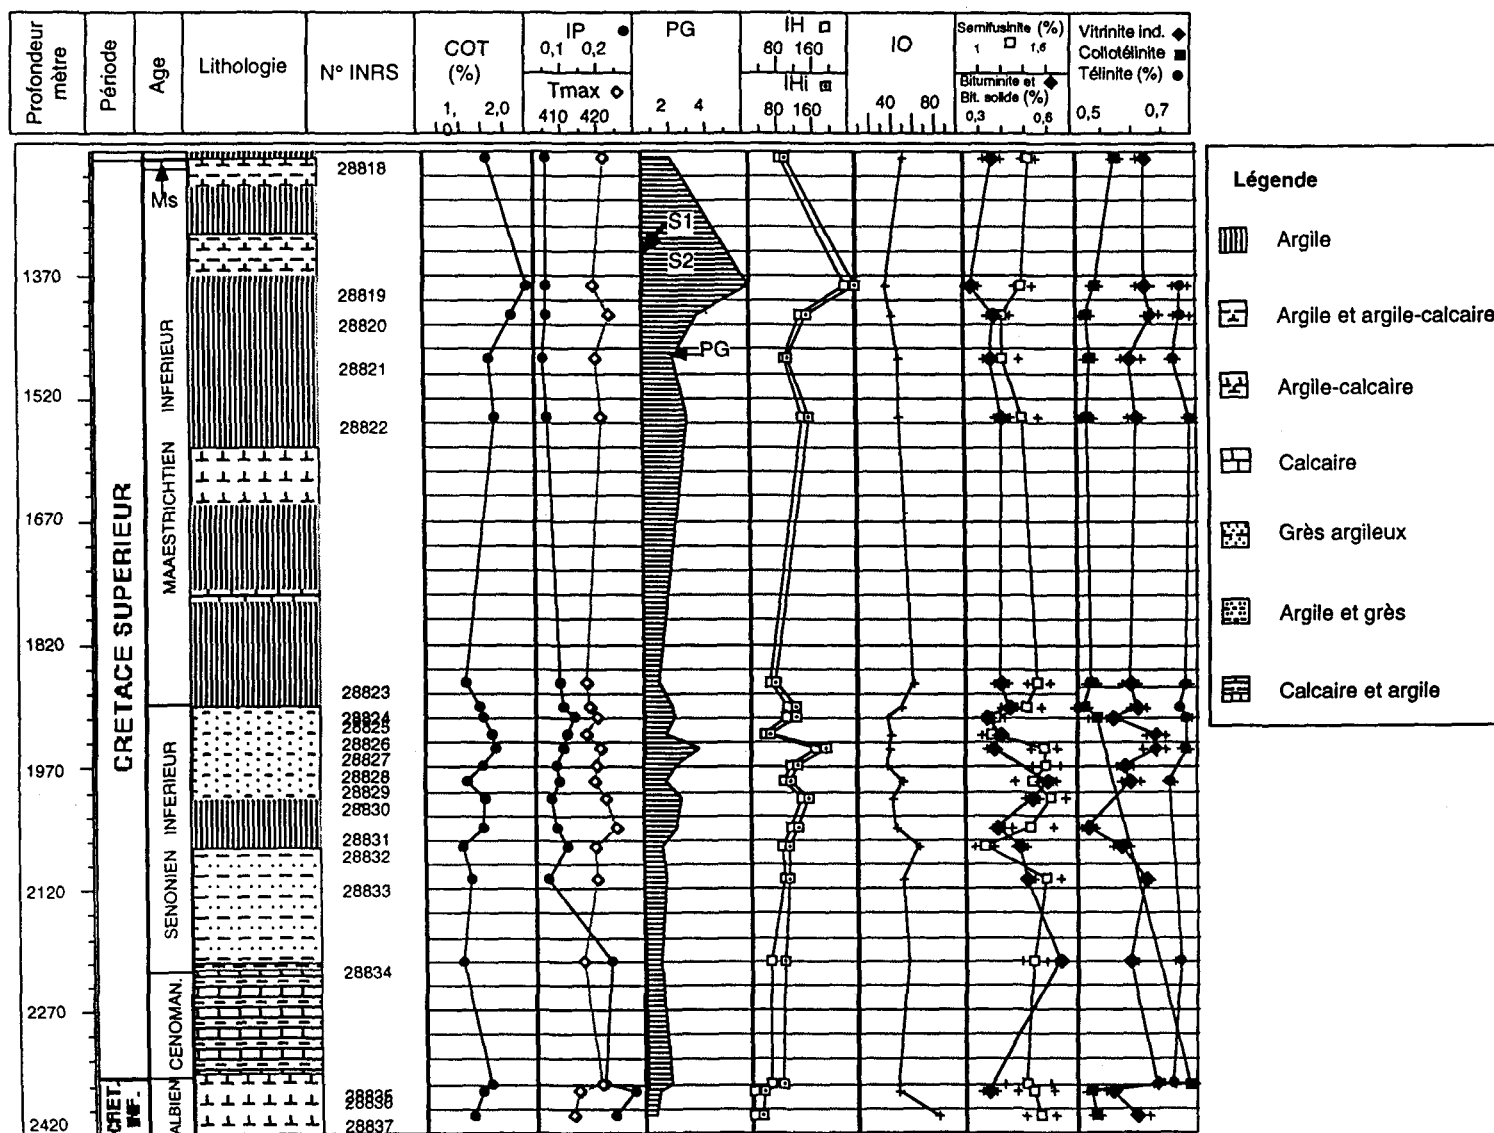 Profondeur
mètre
Période
Age
Lithologie
N° INRS
COT
(%)
1, 2,0
IP
0,1 0,2
Tmax
410 420
PG
2 4
IH
80 160
IHi
80 160
IO
40 80
Semifusinite (%)
1 1,6
Bituminite et
Bit. solide (%)
0,3 0,6
Vitrinite ind.
Collotélinite
Télinite (%)
0,5 0,7
1370
1520
1670
1820
1970
2120
2270
2420
CRETACE SUPERIEUR
CRET.
INF.
Ms
MAESTRICHTIEN INFERIEUR
SENONIEN INFERIEUR
CENOMAN.
ALBIEN
28818
28819
28820
28821
28822
28823
28824
28825
28826
28827
28828
28829
28830
28831
28832
28833
28834
28835
28836
28837
S1
S2
PG
Légende
Argile
Argile et argile-calcaire
Argile-calcaire
Calcaire
Grès argileux
Argile et grès
Calcaire et argile